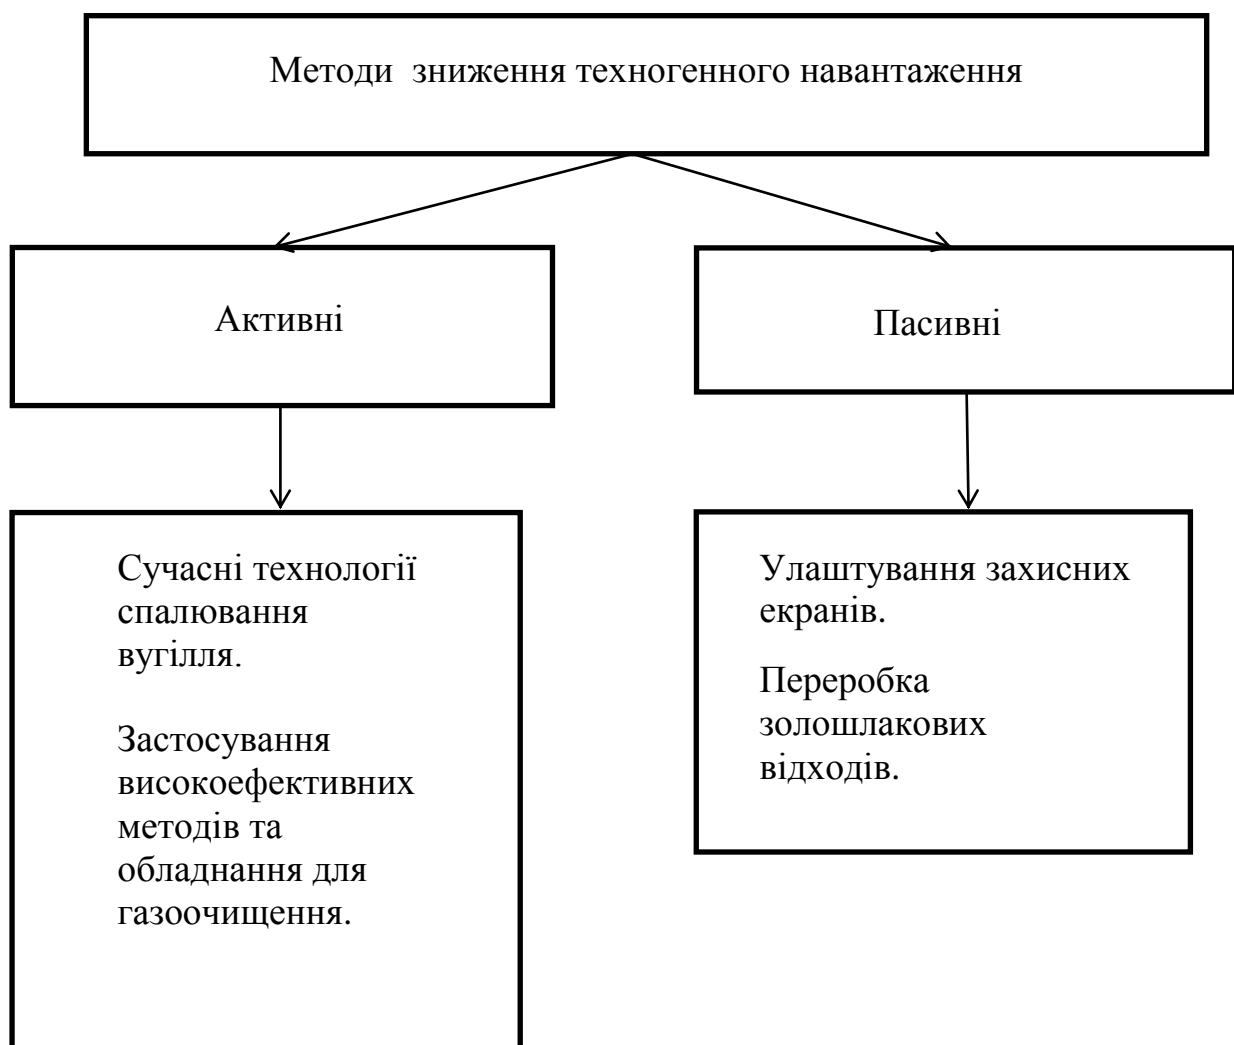 Методи зниження техногенного навантаження
Активні
Пасивні
Сучасні технології
спалювання
вугілля.
Застосування
високоефективних
методів та
обладнання для
газоочищення.
Улаштування захисних
екранів.
Переробка
золошлакових
відходів.